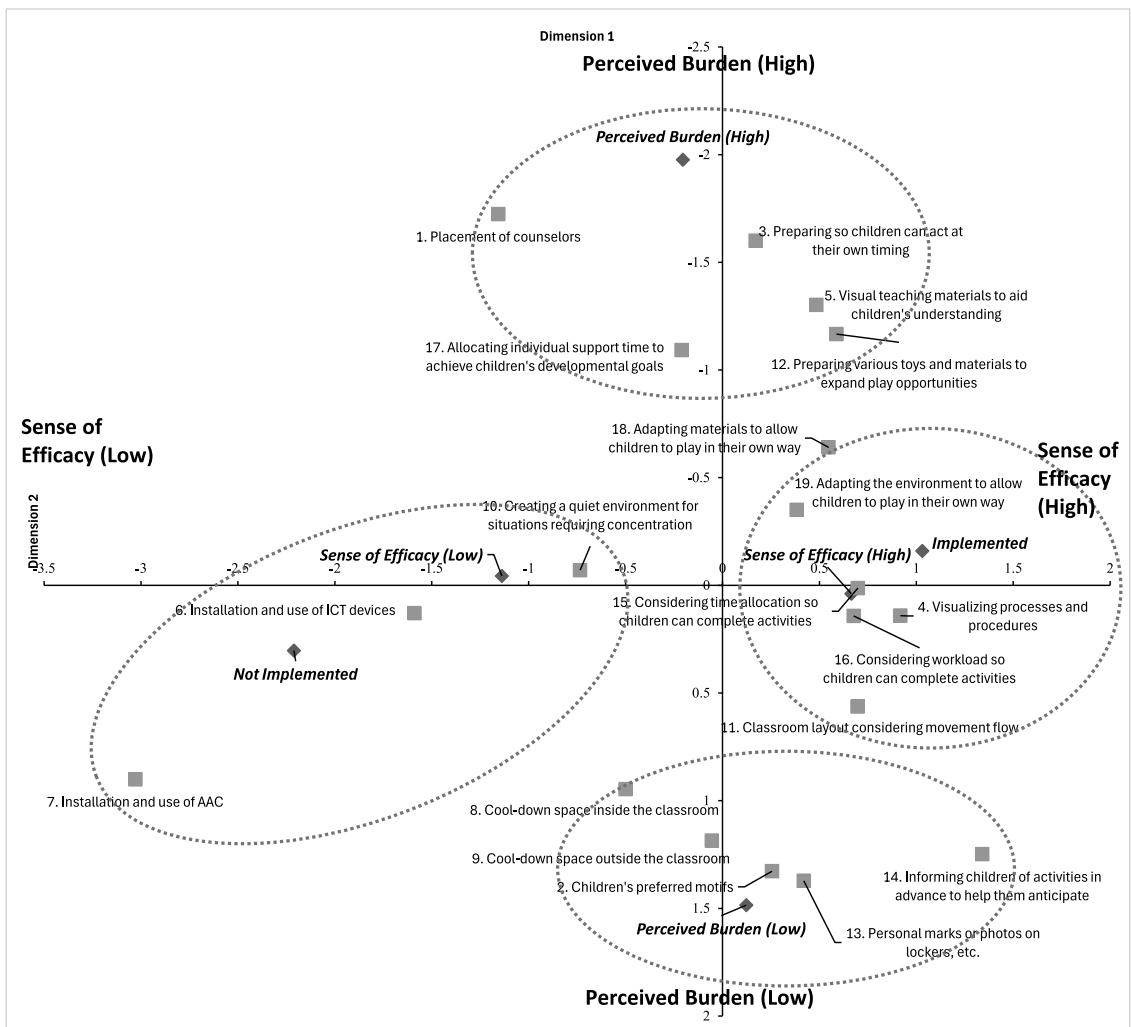 Dimension 1
Perceived Burden (High)
-2.5
Perceived Burden (High)
-2
1. Placement of counselors
3. Preparing so children can act at
their own timing
-1.5
5. Visual teaching materials to aid
children's understanding
17. Allocating individual support time to
achieve children's developmental goals
12. Preparing various toys and materials to
expand play opportunities
-1
Sense of
Efficacy (Low)
18. Adapting materials to allow
children to play in their own way
Sense of
Efficacy
(High)
19. Adapting the environment to allow
children to play in their own way
-0.5
10. Creating a quiet environment for
situations requiring concentration
Dimension 2
Sense of Efficacy (Low)
Sense of Efficacy (High)
Implemented
-3.5
-3
-2.5
-2
-1.5
-1
-0.5
0
0
0.5
1
1.5
2
6. Installation and use of ICT devices
15. Considering time allocation so
children can complete activities
4. Visualizing processes and
procedures
Not Implemented
16. Considering workload so
children can complete activities
0.5
11. Classroom layout considering movement flow
7. Installation and use of AAC
1
8. Cool-down space inside the classroom
9. Cool-down space outside the classroom
2. Children's preferred motifs
14. Informing children of activities in
advance to help them anticipate
1.5
Perceived Burden (Low)
13. Personal marks or photos on
lockers, etc.
Perceived Burden (Low)
2